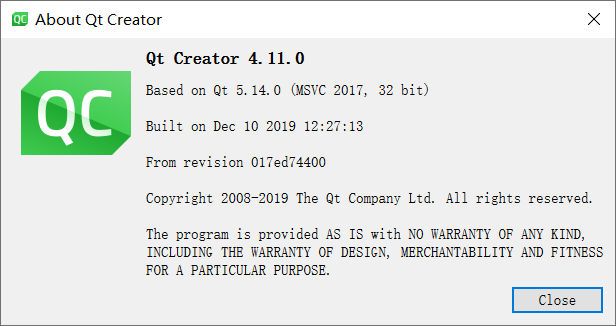 About Qt Creator
QC
Qt Creator 4.11.0
Based on Qt 5.14.0 (MSVC 2017, 32 bit)
Built on Dec 10 2019 12:27:13
From revision 017ed74400
Copyright 2008-2019 The Qt Company Ltd. All rights reserved.
The program is provided AS IS with NO WARRANTY OF ANY KIND,
INCLUDING THE WARRANTY OF DESIGN, MERCHANTABILITY AND FITNESS
FOR A PARTICULAR PURPOSE.
Close